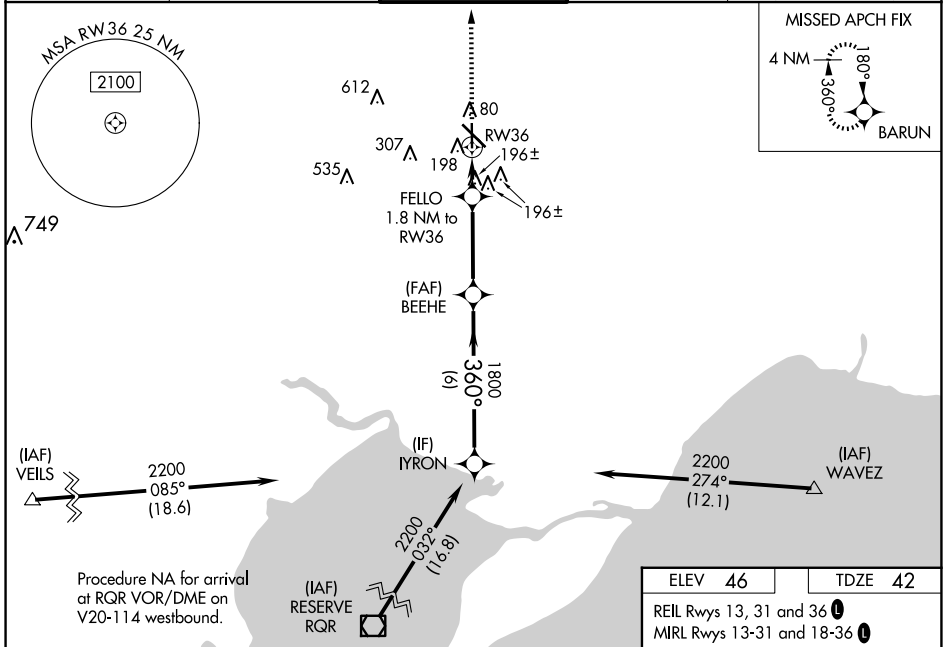 MSA RW36 25 NM
2100
MISSED APCH FIX
4 NM
180°
360°
BARUN
612
80
RW36
307
198
196±
535
FELLO
1.8 NM to
RW36
196±
749
(FAF)
BEEHE
1800
360°
(6)
(IF)
IYRON
(IAF)
VEILS
2200
085°
(18.6)
2200
274°
(12.1)
(IAF)
WAVEZ
2200
032°
(16.8)
Procedure NA for arrival
at RQR VOR/DME on
V20-114 westbound.
(IAF)
RESERVE
RQR
ELEV 46
TDZE 42
REIL Rwys 13, 31 and 36 L
MIRL Rwys 13-31 and 18-36 L